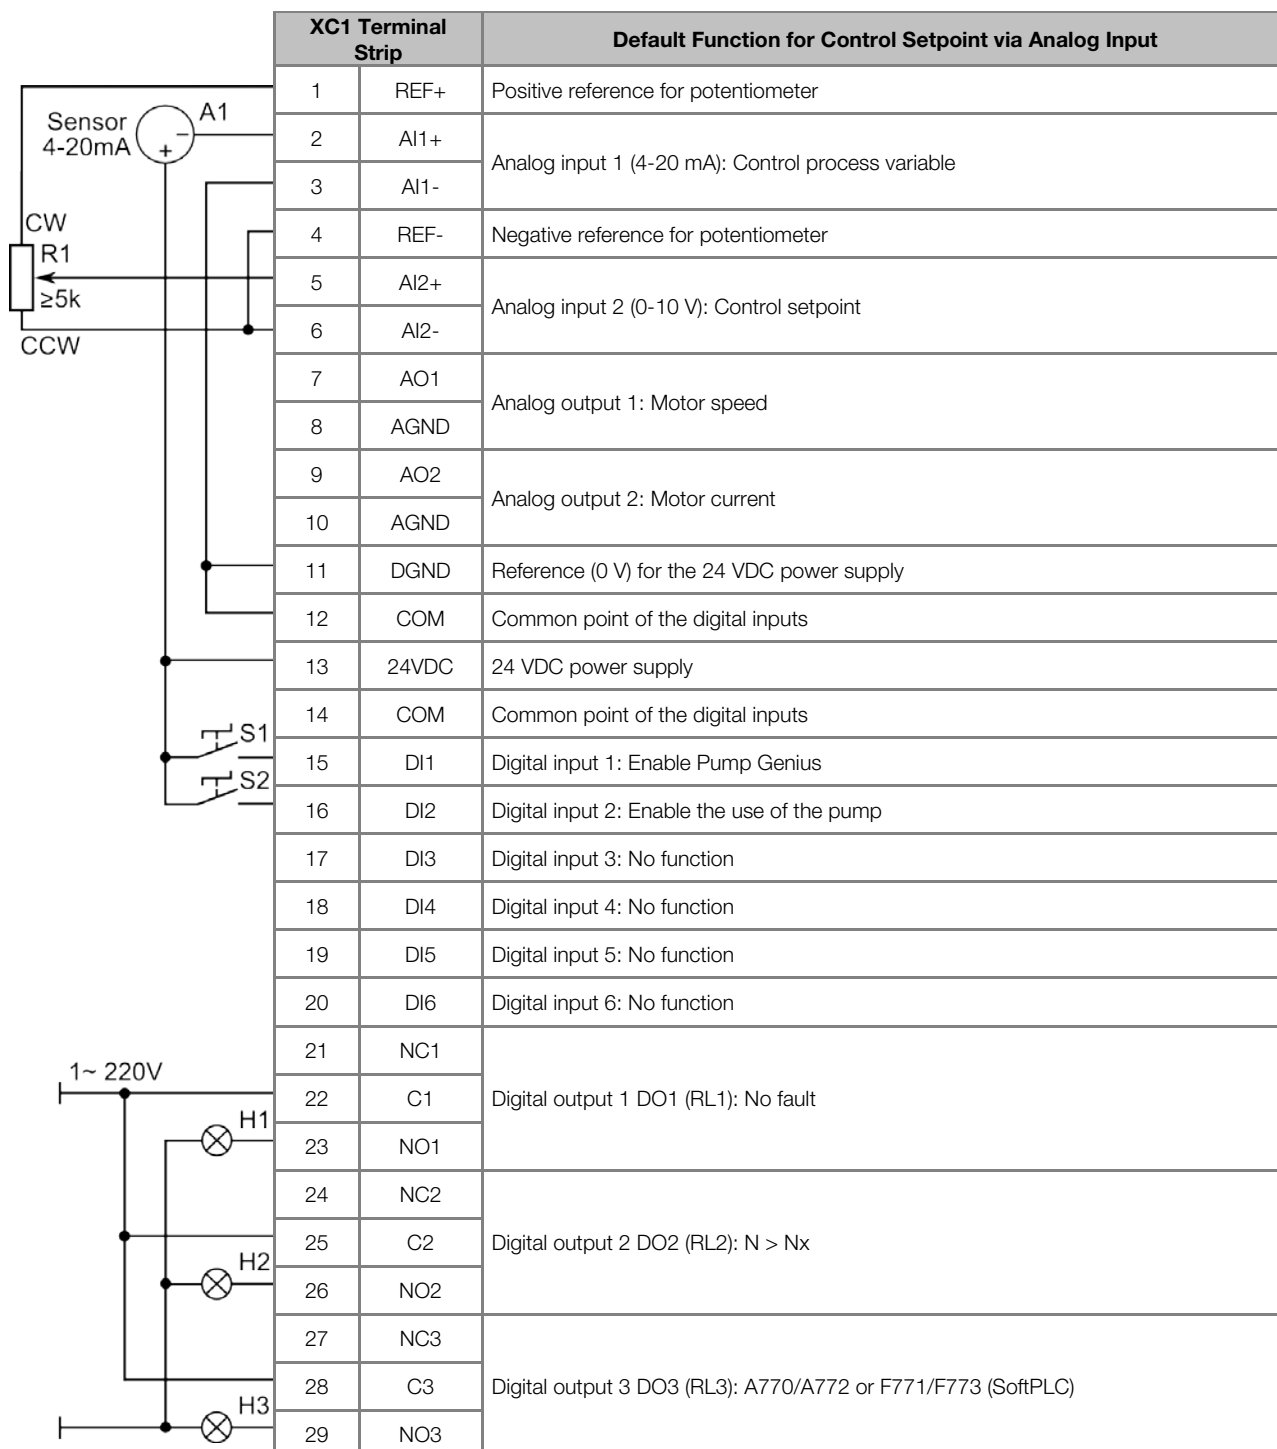 XC1 Terminal
Strip
Default Function for Control Setpoint via Analog Input
1 REF+ Positive reference for potentiometer
Sensor
4-20mA
A1
-
+
2 AI1+
Analog input 1 (4-20 mA): Control process variable
3 AI1-
CW
4 REF- Negative reference for potentiometer
R1
≥5k
5 AI2+
Analog input 2 (0-10 V): Control setpoint
6 AI2-
CCW
7 AO1
Analog output 1: Motor speed
8 AGND
9 AO2
Analog output 2: Motor current
10 AGND
11 DGND Reference (0 V) for the 24 VDC power supply
12 COM Common point of the digital inputs
13 24VDC 24 VDC power supply
14 COM Common point of the digital inputs
S1
15 DI1 Digital input 1: Enable Pump Genius
S2
16 DI2 Digital input 2: Enable the use of the pump
17 DI3 Digital input 3: No function
18 DI4 Digital input 4: No function
19 DI5 Digital input 5: No function
20 DI6 Digital input 6: No function
21 NC1
1~ 220V
22 C1 Digital output 1 DO1 (RL1): No fault
H1
23 NO1
24 NC2
25 C2 Digital output 2 DO2 (RL2): N > Nx
H2
26 NO2
27 NC3
28 C3 Digital output 3 DO3 (RL3): A770/A772 or F771/F773 (SoftPLC)
H3
29 NO3